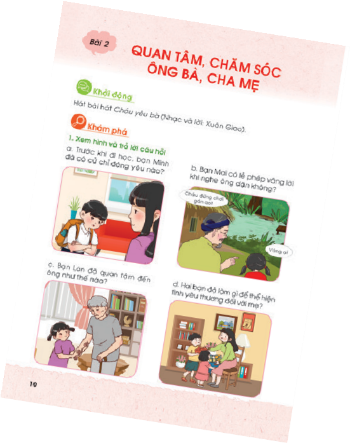 Bài 2
QUAN TÂM, CHĂM SÓC
ÔNG BÀ, CHA MẸ
Khởi động
Hát bài hát Cháu yêu bà (Nhạc và lời: Xuân Giao).
Khám phá
1. Xem hình và trả lời câu hỏi
a. Trước khi đi học, bạn Minh
đã có cử chỉ đáng yêu nào?
b. Bạn Mai có lễ phép vâng lời
khi nghe ông dặn không?
Cháu đừng chơi
gần ao!
Vâng ạ!
c. Bạn Lan đã quan tâm đến
ông như thế nào?
d. Hai bạn đã làm gì để thể hiện
tình yêu thương đối với mẹ?
10